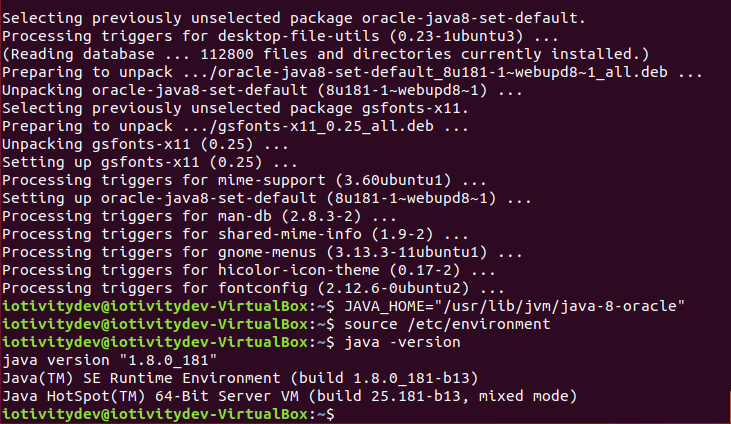 Selecting previously unselected package oracle-java8-set-default.
Processing triggers for desktop-file-utils (0.23-1ubuntu3) ...
(Reading database ... 112800 files and directories currently installed.)
Preparing to unpack .../oracle-java8-set-default_8u181-1~webupd8~1_all.deb ...
Unpacking oracle-java8-set-default (8u181-1~webupd8~1) ...
Selecting previously unselected package gsfonts-x11.
Preparing to unpack .../gsfonts-x11_0.25_all.deb ...
Unpacking gsfonts-x11 (0.25) ...
Setting up gsfonts-x11 (0.25) ...
Processing triggers for mime-support (3.60ubuntu1) ...
Setting up oracle-java8-set-default (8u181-1~webupd8~1) ...
Processing triggers for man-db (2.8.3-2) ...
Processing triggers for shared-mime-info (1.9-2) ...
Processing triggers for gnome-menus (3.13.3-11ubuntu1) ...
Processing triggers for hicolor-icon-theme (0.17-2) ...
Processing triggers for fontconfig (2.12.6-0ubuntu2) ...
iotivitydev@iotivitydev-VirtualBox:~$ JAVA_HOME="/usr/lib/jvm/java-8-oracle"
iotivitydev@iotivitydev-VirtualBox:~$ source /etc/environment
iotivitydev@iotivitydev-VirtualBox:~$ java -version
java version "1.8.0_181"
Java(TM) SE Runtime Environment (build 1.8.0_181-b13)
Java HotSpot(TM) 64-Bit Server VM (build 25.181-b13, mixed mode)
iotivitydev@iotivitydev-VirtualBox:~$